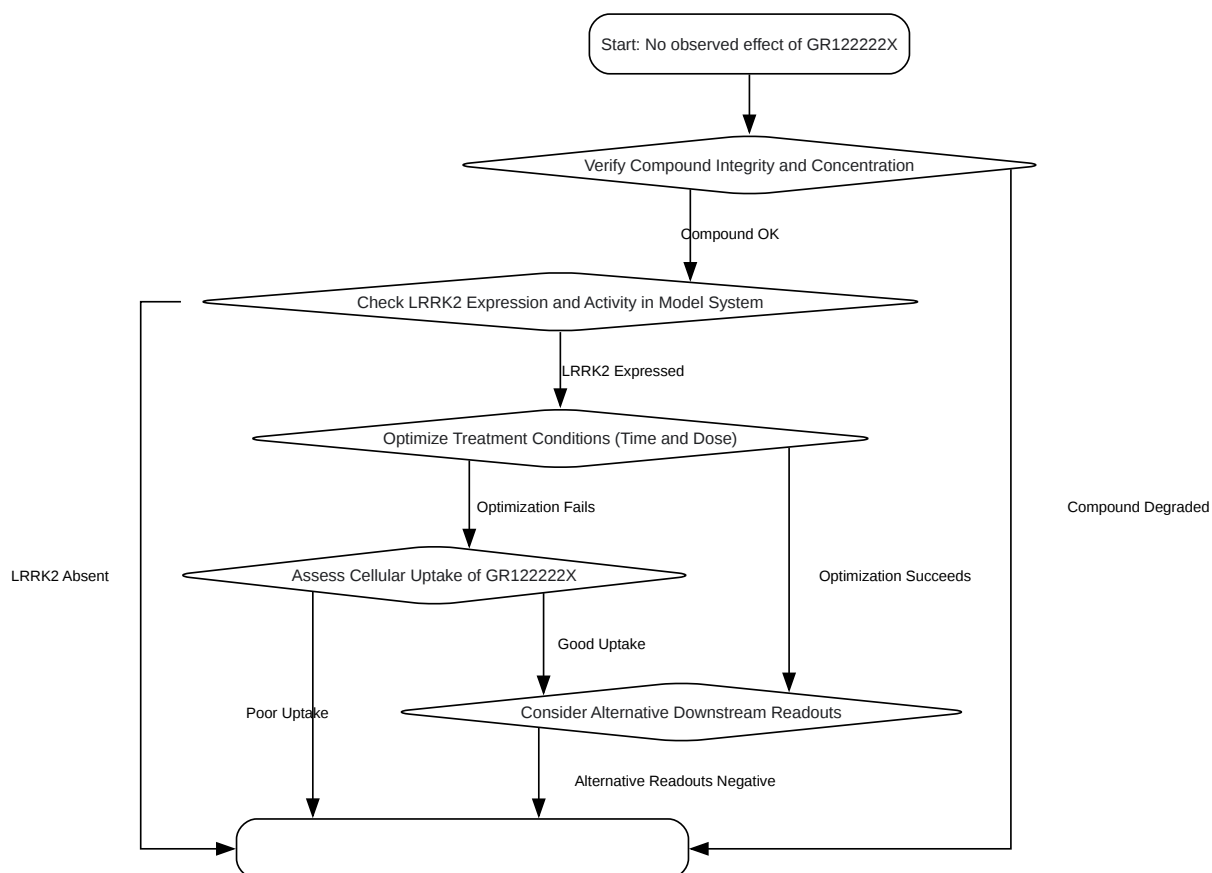 Start: No observed effect of GR122222X
Verify Compound Integrity and Concentration
Compound OK
Check LRRK2 Expression and Activity in Model System
LRRK2 Expressed
Optimize Treatment Conditions (Time and Dose)
Optimization Fails
Compound Degraded
LRRK2 Absent
Assess Cellular Uptake of GR122222X
Optimization Succeeds
Good Uptake
Poor Uptake
Consider Alternative Downstream Readouts
Alternative Readouts Negative